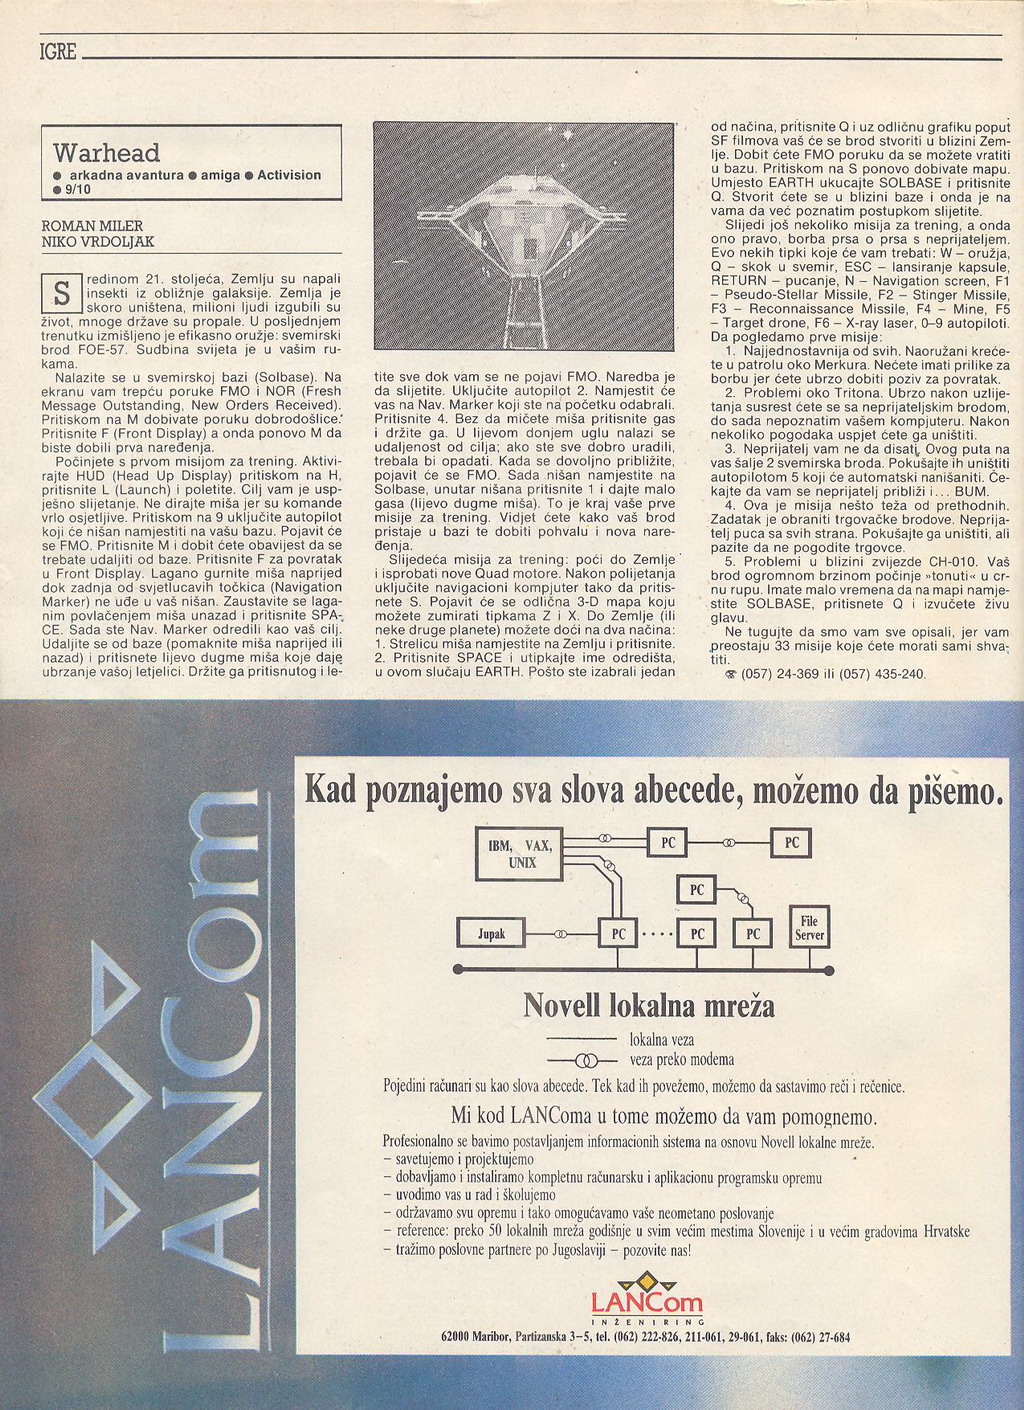 IGRE
Warhead
● arkadna avantura ● amiga ● Activision
● 9/10
ROMAN MILER
NIKO VRDOLJAK
Sredinom 21. stoljeća, Zemlju su napali
insekti iz obližnje galaksije. Zemlja je
skoro uništena, milioni ljudi izgubili su
život, mnoge države su propale. U posljednjem
trenutku izmišljeno je efikasno oružje: svemirski
brod FOE-57. Sudbina svijeta je u vašim ru-
kama.
Nalazite se u svemirskoj bazi (Solbase). Na
ekranu vam trepću poruke FMO i NOR (Fresh
Message Outstanding, New Orders Received).
Pritiskom na M dobivate poruku dobrodošlice.
Pritisnite F (Front Display) a onda ponovo M da
biste dobili prva naređenja.
Počinjete s prvom misijom za trening. Aktivi-
rajte HUD (Head Up Display) pritiskom na H,
pritisnite L (Launch) i poletite. Cilj vam je usp-
ješno slijetanje. Ne dirajte miša jer su komande
vrlo osjetljive. Pritiskom na 9 uključite autopilot
koji će nišan namjestiti na vašu bazu. Pojavit će
se FMO. Pritisnite M i dobit ćete obavijest da se
trebate udaljiti od baze. Pritisnite F za povratak
u Front Display. Lagano gurnite miša naprijed
dok zadnja od svjetlucavih točkica (Navigation
Marker) ne uđe u vaš nišan. Zaustavite se laga-
nim povlačenjem miša unazad i pritisnite SPA-
CE. Sada ste Nav. Marker odredili kao vaš cilj.
Udaljite se od baze (pomaknite miša naprijed ili
nazad) i pritisnete lijevo dugme miša koje daje
ubrzanje vašoj letjelici. Držite ga pritisnutog i le-
tite sve dok vam se ne pojavi FMO. Naredba je
da slijetite. Uključite autopilot 2. Namjestit će
vas na Nav. Marker koji ste na početku odabrali.
Pritisnite 4. Bez da mičete miša pritisnite gas
i držite ga. U lijevom donjem uglu nalazi se
udaljenost od cilja; ako ste sve dobro uradili,
trebala bi opadati. Kada se dovoljno približite,
pojavit će se FMO. Sada nišan namjestite na
Solbase, unutar nišana pritisnite 1 i dajte malo
gasa (lijevo dugme miša). To je kraj vaše prve
misije za trening. Vidjet ćete kako vaš brod
pristaje u bazi te dobiti pohvalu i nova nare-
đenja.
Slijedeća misija za trening: poći do Zemlje
i isprobati nove Quad motore. Nakon polijetanja
uključite navigacioni kompjuter tako da pritis-
nete S. Pojavit će se odlična 3-D mapa koju
možete zumirati tipkama Z i X. Do Zemlje (ili
neke druge planete) možete doći na dva načina:
1. Strelicu miša namjestite na Zemlju i pritisnite.
2. Pritisnite SPACE i utipkajte ime odredišta,
u ovom slučaju EARTH. Pošto ste izabrali jedan
od načina, pritisnite Q i uz odličnu grafiku poput
SF filmova vaš će se brod stvoriti u blizini Zem-
lje. Dobit ćete FMO poruku da se možete vratiti
u bazu. Pritiskom na S ponovo dobivate mapu.
Umjesto EARTH ukucajte SOLBASE i pritisnite
Q. Stvorit ćete se u blizini baze i onda je na
vama da već poznatim postupkom slijetite.
Slijedi još nekoliko misija za trening, a onda
ono pravo, borba prsa o prsa s neprijateljem.
Evo nekih tipki koje će vam trebati: W – oružja,
Q – skok u svemir, ESC – lansiranje kapsule,
RETURN – pucanje, N – Navigation screen, F1
– Pseudo-Stellar Missile, F2 – Stinger Missile,
F3 – Reconnaissance Missile, F4 – Mine, F5
– Target drone, F6 – X-ray laser, 0–9 autopiloti.
Da pogledamo prve misije:
1. Najjednostavnija od svih. Naoružani kreće-
te u patrolu oko Merkura. Nećete imati prilike za
borbu jer ćete ubrzo dobiti poziv za povratak.
2. Problemi oko Tritona. Ubrzo nakon uzlije-
tanja susrest ćete se sa neprijateljskim brodom,
do sada nepoznatim vašem kompjuteru. Nakon
nekoliko pogodaka uspjet ćete ga uništiti.
3. Neprijatelj vam ne da disati. Ovog puta na
vas šalje 2 svemirska broda. Pokušajte ih uništiti
autopilotom 5 koji će automatski nanišaniti. Če-
kajte da vam se neprijatelj približi i... BUM.
4. Ova je misija nešto teža od prethodnih.
Zadatak je obraniti trgovačke brodove. Neprija-
telj puca sa svih strana. Pokušajte ga uništiti, ali
pazite da ne pogodite trgovce.
5. Problemi u blizini zvijezde CH-010. Vaš
brod ogromnom brzinom počinje »tonuti« u cr-
nu rupu. Imate malo vremena da na mapi namje-
stite SOLBASE, pritisnete Q i izvučete živu
glavu.
Ne tugujte da smo vam sve opisali, jer vam
preostaju 33 misije koje ćete morati sami shva-
titi.
☎ (057) 24-369 ili (057) 435-240.
LANCom
Kad poznajemo sva slova abecede, možemo da pišemo.
IBM, VAX,
UNIX
PC
PC
PC
Jupak
PC
PC
PC
File
Server
Novell lokalna mreža
lokalna veza
veza preko modema
Pojedini računari su kao slova abecede. Tek kad ih povežemo, možemo da sastavimo reči i rečenice.
Mi kod LANComa u tome možemo da vam pomognemo.
Profesionalno se bavimo postavljanjem informacionih sistema na osnovu Novell lokalne mreže.
– savetujemo i projektujemo
– dobavljamo i instaliramo kompletnu računarsku i aplikacionu programsku opremu
– uvodimo vas u rad i školujemo
– održavamo svu opremu i tako omogućavamo vaše neometano poslovanje
– reference: preko 50 lokalnih mreža godišnje u svim većim mestima Slovenije i u većim gradovima Hrvatske
– tražimo poslovne partnere po Jugoslaviji – pozovite nas!
LANCom
INŽENIRING
62000 Maribor, Partizanska 3–5, tel. (062) 222-826, 211-061, 29-061, faks: (062) 27-684